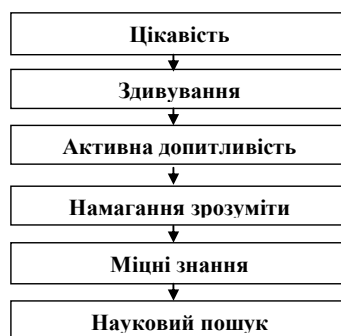 Цікавість
Здивування
Активна допитливість
Намагання зрозуміти
Міцні знання
Науковий пошук